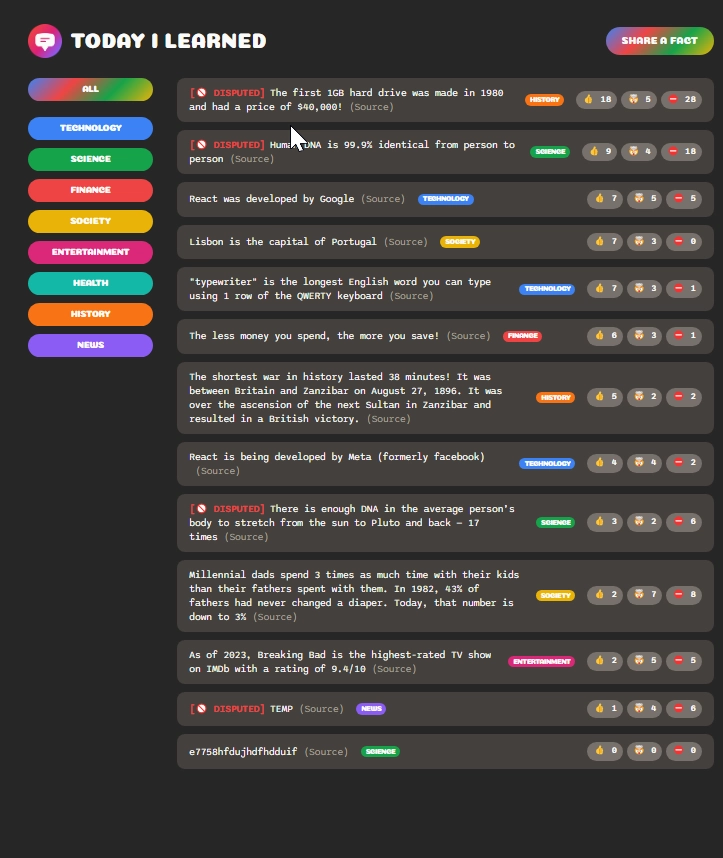 TODAY I LEARNED
SHARE A FACT
ALL
TECHNOLOGY
SCIENCE
FINANCE
SOCIETY
ENTERTAINMENT
HEALTH
HISTORY
NEWS
[🚫 DISPUTED] The first 1GB hard drive was made in 1980
and had a price of $40,000! (Source)
HISTORY
👍 18 🤯 5 ⛔ 28
[🚫 DISPUTED] Human DNA is 99.9% identical from person to
person (Source)
SCIENCE
👍 9 🤯 4 ⛔ 18
React was developed by Google (Source)
TECHNOLOGY
👍 7 🤯 5 ⛔ 5
Lisbon is the capital of Portugal (Source)
SOCIETY
👍 7 🤯 3 ⛔ 0
"typewriter" is the longest English word you can type
using 1 row of the QWERTY keyboard (Source)
TECHNOLOGY
👍 7 🤯 3 ⛔ 1
The less money you spend, the more you save! (Source)
FINANCE
👍 6 🤯 3 ⛔ 1
The shortest war in history lasted 38 minutes! It was
between Britain and Zanzibar on August 27, 1896. It was
over the ascension of the next Sultan in Zanzibar and
resulted in a British victory. (Source)
HISTORY
👍 5 🤯 2 ⛔ 2
React is being developed by Meta (formerly facebook)
(Source)
TECHNOLOGY
👍 4 🤯 4 ⛔ 2
[🚫 DISPUTED] There is enough DNA in the average person's
body to stretch from the sun to Pluto and back — 17
times (Source)
SCIENCE
👍 3 🤯 2 ⛔ 6
Millennial dads spend 3 times as much time with their kids
than their fathers spent with them. In 1982, 43% of
fathers had never changed a diaper. Today, that number is
down to 3% (Source)
SOCIETY
👍 2 🤯 7 ⛔ 8
As of 2023, Breaking Bad is the highest-rated TV show
on IMDb with a rating of 9.4/10 (Source)
ENTERTAINMENT
👍 2 🤯 5 ⛔ 5
[🚫 DISPUTED] TEMP (Source)
NEWS
👍 1 🤯 4 ⛔ 6
e7758hfdujhdfhdduif (Source)
SCIENCE
👍 0 🤯 0 ⛔ 0